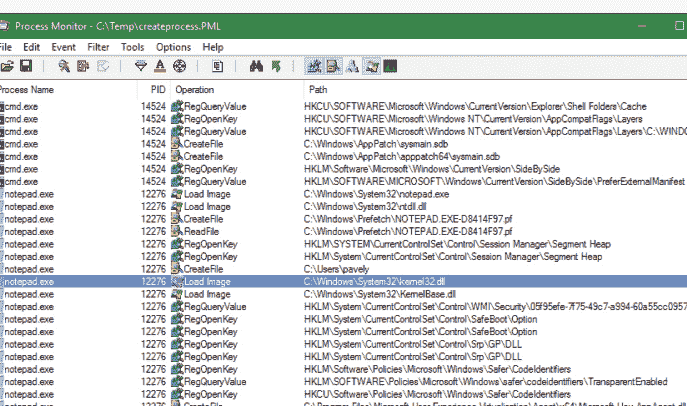 Process Monitor - C:\Temp\createprocess.PML
File Edit Event Filter Tools Options Help
Process Name PID Operation Path
cmd.exe 14524 RegQueryValue HKCU\SOFTWARE\Microsoft\Windows\CurrentVersion\Explorer\Shell Folders\Cache
cmd.exe 14524 RegOpenKey HKCU\Software\Microsoft\Windows NT\CurrentVersion\AppCompatFlags\Layers
cmd.exe 14524 RegQueryValue HKCU\SOFTWARE\Microsoft\Windows NT\CurrentVersion\AppCompatFlags\Layers\C:\WIND
cmd.exe 14524 CreateFile C:\Windows\AppPatch\sysmain.sdb
cmd.exe 14524 CreateFile C:\Windows\AppPatch\apppatch64\sysmain.sdb
cmd.exe 14524 RegOpenKey HKLM\Software\Microsoft\Windows\CurrentVersion\SideBySide
cmd.exe 14524 RegQueryValue HKLM\SOFTWARE\MICROSOFT\Windows\CurrentVersion\SideBySide\PreferExternalManifest
notepad.exe 12276 Load Image C:\Windows\System32\notepad.exe
notepad.exe 12276 Load Image C:\Windows\System32\ntdll.dll
notepad.exe 12276 CreateFile C:\Windows\Prefetch\NOTEPAD.EXE-D8414F97.pf
notepad.exe 12276 ReadFile C:\Windows\Prefetch\NOTEPAD.EXE-D8414F97.pf
notepad.exe 12276 RegOpenKey HKLM\SYSTEM\CurrentControlSet\Control\Session Manager\Segment Heap
notepad.exe 12276 RegOpenKey HKLM\System\CurrentControlSet\Control\Session Manager\Segment Heap
notepad.exe 12276 CreateFile C:\Users\pavely
notepad.exe 12276 Load Image C:\Windows\System32\kernel32.dll
notepad.exe 12276 Load Image C:\Windows\System32\KernelBase.dll
notepad.exe 12276 RegQueryValue HKLM\System\CurrentControlSet\Control\WMI\Security\05f95efe-7f75-49c7-a994-60a55cc0957
notepad.exe 12276 RegOpenKey HKLM\System\CurrentControlSet\Control\SafeBoot\Option
notepad.exe 12276 RegOpenKey HKLM\System\CurrentControlSet\Control\SafeBoot\Option
notepad.exe 12276 RegOpenKey HKLM\System\CurrentControlSet\Control\Srp\GP\DLL
notepad.exe 12276 RegOpenKey HKLM\System\CurrentControlSet\Control\Srp\GP\DLL
notepad.exe 12276 RegOpenKey HKLM\Software\Policies\Microsoft\Windows\Safer\CodeIdentifiers
notepad.exe 12276 RegQueryValue HKLM\SOFTWARE\Policies\Microsoft\Windows\safer\codeidentifiers\TransparentEnabled
notepad.exe 12276 RegOpenKey HKCU\Software\Policies\Microsoft\Windows\Safer\CodeIdentifiers